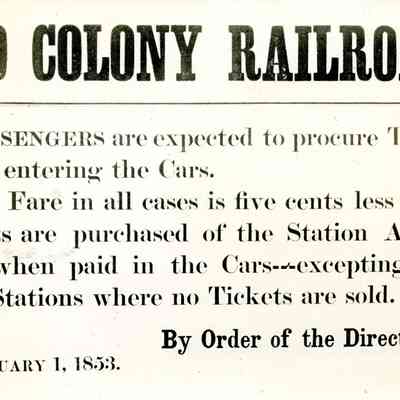 D COLONY RAILRO
SENGERS are expected to procure T
entering the Cars.
Fare in all cases is five cents less
s are purchased of the Station A
when paid in the Cars--excepting
Stations where no Tickets are sold.
By Order of the Direct
UARY 1, 1853.